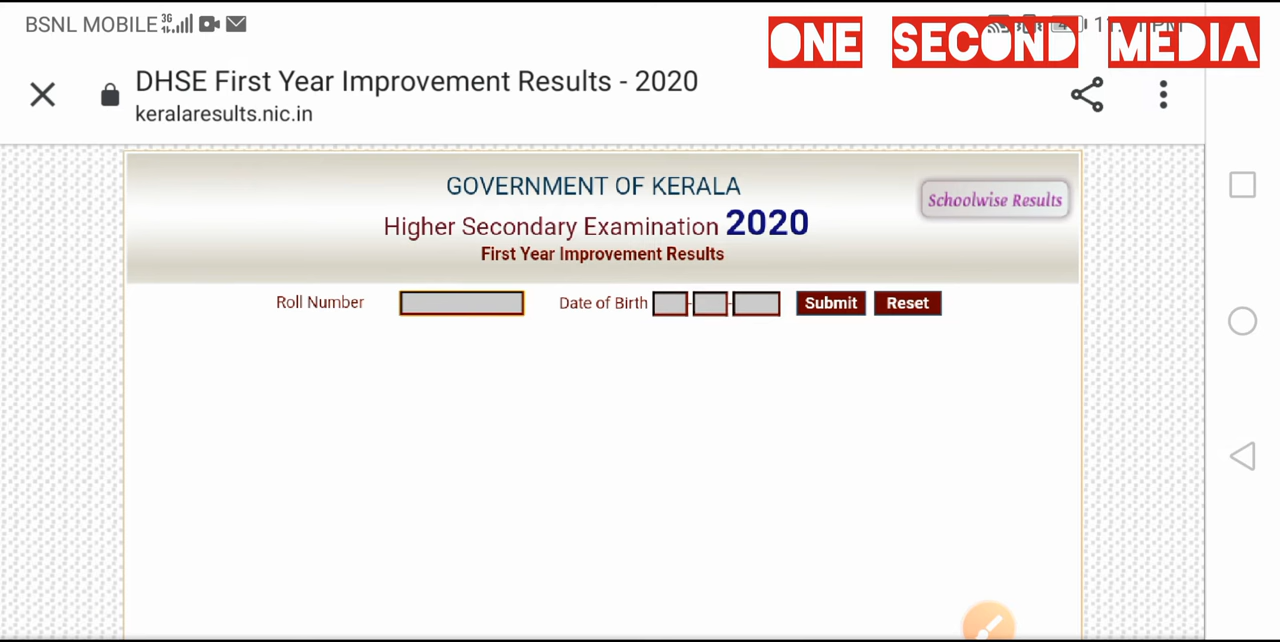 BSNL MOBILE 3G
ONE SECOND MEDIA
DHSE First Year Improvement Results - 2020
keralaresults.nic.in
GOVERNMENT OF KERALA
Schoolwise Results
Higher Secondary Examination 2020
First Year Improvement Results
Roll Number
Date of Birth - - Submit Reset